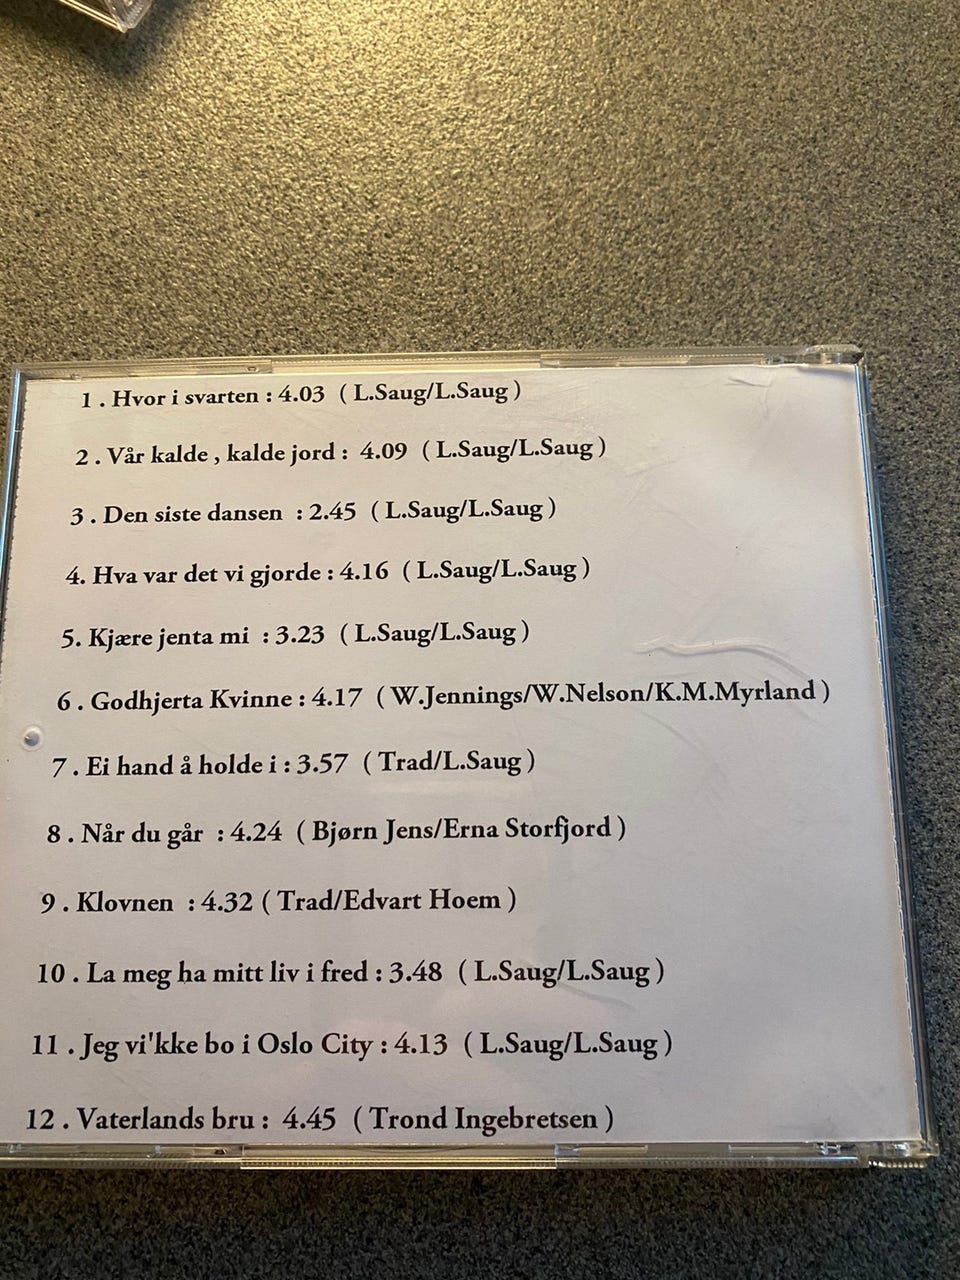 1 . Hvor i svarten : 4.03 ( L.Saug/L.Saug )
2 . Vår kalde , kalde jord : 4.09 ( L.Saug/L.Saug )
3 . Den siste dansen : 2.45 ( L.Saug/L.Saug )
4. Hva var det vi gjorde : 4.16 ( L.Saug/L.Saug )
5. Kjære jenta mi : 3.23 ( L.Saug/L.Saug )
6 . Godhjerta Kvinne : 4.17 ( W.Jennings/W.Nelson/K.M.Myrland )
7 . Ei hand å holde i : 3.57 ( Trad/L.Saug )
8 . Når du går : 4.24 ( Bjørn Jens/Erna Storfjord )
9 . Klovnen : 4.32 ( Trad/Edvart Hoem )
10 . La meg ha mitt liv i fred : 3.48 ( L.Saug/L.Saug )
11 . Jeg vi'kke bo i Oslo City : 4.13 ( L.Saug/L.Saug )
12 . Vaterlands bru : 4.45 ( Trond Ingebretsen )